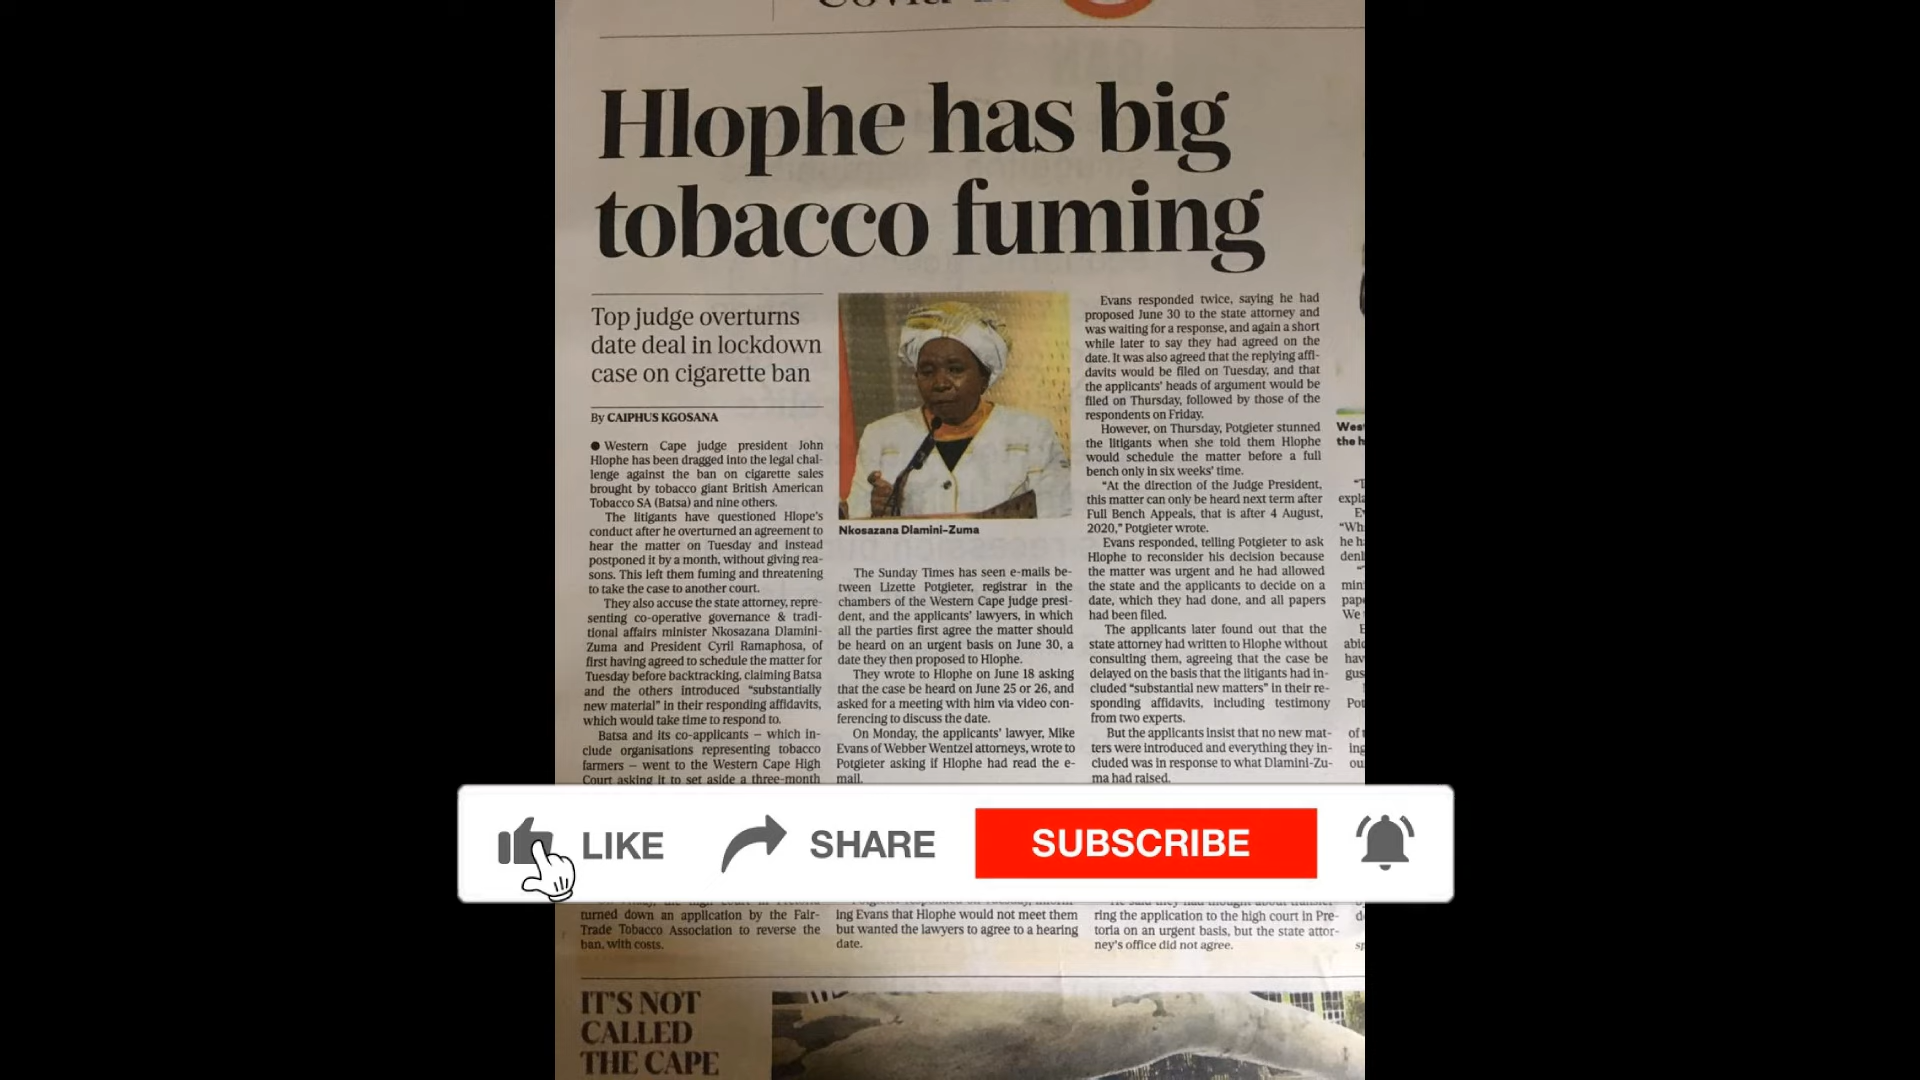 Hlophe has big
tobacco fuming
Top judge overturns
date deal in lockdown
case on cigarette ban
By CAIPHUS KGOSANA
● Western Cape judge president John
Hlophe has been dragged into the legal chal-
lenge against the ban on cigarette sales
brought by tobacco giant British American
Tobacco SA (Batsa) and nine others.
The litigants have questioned Hlope's
conduct after he overturned an agreement to
hear the matter on Tuesday and instead
postponed it by a month, without giving rea-
sons. This left them fuming and threatening
to take the case to another court.
They also accuse the state attorney, repre-
senting co-operative governance & tradi-
tional affairs minister Nkosazana Dlamini-
Zuma and President Cyril Ramaphosa, of
first having agreed to schedule the matter for
Tuesday before backtracking, claiming Batsa
and the others introduced "substantially
new material" in their responding affidavits,
which would take time to respond to.
Batsa and its co-applicants – which in-
clude organisations representing tobacco
farmers – went to the Western Cape High
Court asking it to set aside a three-month
turned down an application by the Fair-
Trade Tobacco Association to reverse the
ban, with costs.
Nkosazana Dlamini-Zuma
The Sunday Times has seen e-mails be-
tween Lizette Potgieter, registrar in the
chambers of the Western Cape judge presi-
dent, and the applicants' lawyers, in which
all the parties first agree the matter should
be heard on an urgent basis on June 30, a
date they then proposed to Hlophe.
They wrote to Hlophe on June 18 asking
that the case be heard on June 25 or 26, and
asked for a meeting with him via video con-
ferencing to discuss the date.
On Monday, the applicants' lawyer, Mike
Evans of Webber Wentzel attorneys, wrote to
Potgieter asking if Hlophe had read the e-
mail.
ing Evans that Hlophe would not meet them
but wanted the lawyers to agree to a hearing
date.
Evans responded twice, saying he had
proposed June 30 to the state attorney and
was waiting for a response, and again a short
while later to say they had agreed on the
date. It was also agreed that the replying affi-
davits would be filed on Tuesday, and that
the applicants' heads of argument would be
filed on Thursday, followed by those of the
respondents on Friday.
However, on Thursday, Potgieter stunned
the litigants when she told them Hlophe
would schedule the matter before a full
bench only in six weeks' time.
"At the direction of the Judge President,
this matter can only be heard next term after
Full Bench Appeals, that is after 4 August,
2020," Potgieter wrote.
Evans responded, telling Potgieter to ask
Hlophe to reconsider his decision because
the matter was urgent and he had allowed
the state and the applicants to decide on a
date, which they had done, and all papers
had been filed.
The applicants later found out that the
state attorney had written to Hlophe without
consulting them, agreeing that the case be
delayed on the basis that the litigants had in-
cluded "substantial new matters" in their re-
sponding affidavits, including testimony
from two experts.
But the applicants insist that no new mat-
ters were introduced and everything they in-
cluded was in response to what Dlamini-Zu-
ma had raised.
ring the application to the high court in Pre-
toria on an urgent basis, but the state attor-
ney's office did not agree.
LIKE
SHARE
SUBSCRIBE
IT'S NOT
CALLED
THE CAPE